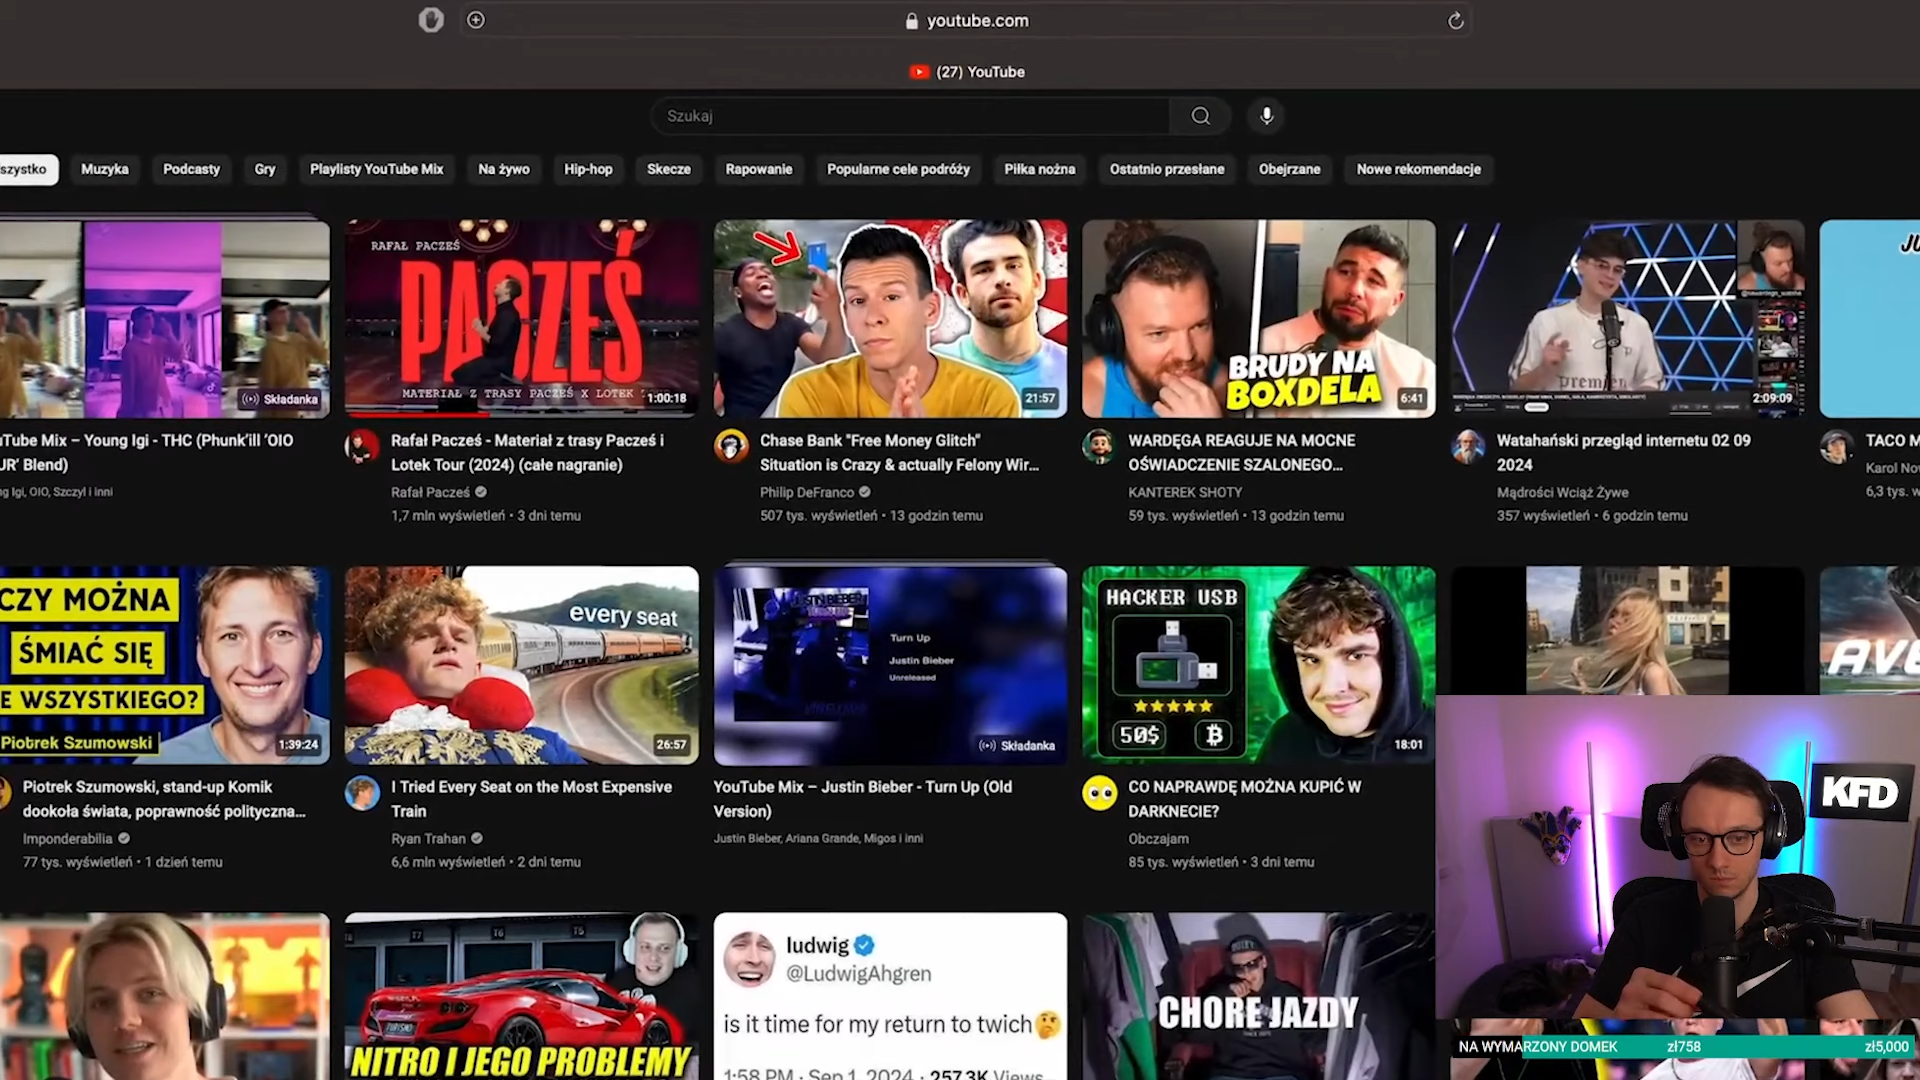 youtube.com
(27) YouTube
Szukaj
szystko
Muzyka
Podcasty
Gry
Playlisty YouTube Mix
Na żywo
Hip-hop
Skecze
Rapowanie
Popularne cele podróży
Piłka nożna
Ostatnio przesłane
Obejrzane
Nowe rekomendacje
Składanka
RAFAŁ PACZEŚ
PACZEŚ
MATERIAŁ Z TRASY PACZEŚ X LOTEK
1:00:18
21:57
BRUDY NA
BOXDELA
6:41
premier
2:09:09
JU
uTube Mix – Young Igi - THC (Phunk'ill 'OIO
UR' Blend)
ng Igi, OIO, Szczyl i inni
Rafał Pacześ - Materiał z trasy Pacześ i
Lotek Tour (2024) (całe nagranie)
Rafał Pacześ
1,7 mln wyświetleń • 3 dni temu
Chase Bank "Free Money Glitch"
Situation is Crazy & actually Felony Wir...
Philip DeFranco
507 tys. wyświetleń • 13 godzin temu
WARDĘGA REAGUJE NA MOCNE
OŚWIADCZENIE SZALONEGO...
KANTEREK SHOTY
59 tys. wyświetleń • 13 godzin temu
Watahański przegląd internetu 02 09
2024
Mądrości Wciąż Żywe
357 wyświetleń • 6 godzin temu
TACO M
Karol Nov
6,3 tys. w
CZY MOŻNA
ŚMIAĆ SIĘ
E WSZYSTKIEGO?
Piotrek Szumowski
1:39:24
every seat
26:57
Turn Up
Justin Bieber
Unreleased
Składanka
HACKER USB
50$
18:01
AVE
Piotrek Szumowski, stand-up Komik
dookoła świata, poprawność polityczna...
Imponderabilia
77 tys. wyświetleń • 1 dzień temu
I Tried Every Seat on the Most Expensive
Train
Ryan Trahan
6,6 mln wyświetleń • 2 dni temu
YouTube Mix – Justin Bieber - Turn Up (Old
Version)
Justin Bieber, Ariana Grande, Migos i inni
CO NAPRAWDĘ MOŻNA KUPIĆ W
DARKNECIE?
Obczajam
85 tys. wyświetleń • 3 dni temu
KFD
T7
T6
T5
NITRO I JEGO PROBLEMY
ludwig
@LudwigAhgren
is it time for my return to twich🤔
1:58 PM · Sep 1, 2024 · 257.3K Views
CHORE JAZDY
NA WYMARZONY DOMEK
zł758
zł5,000